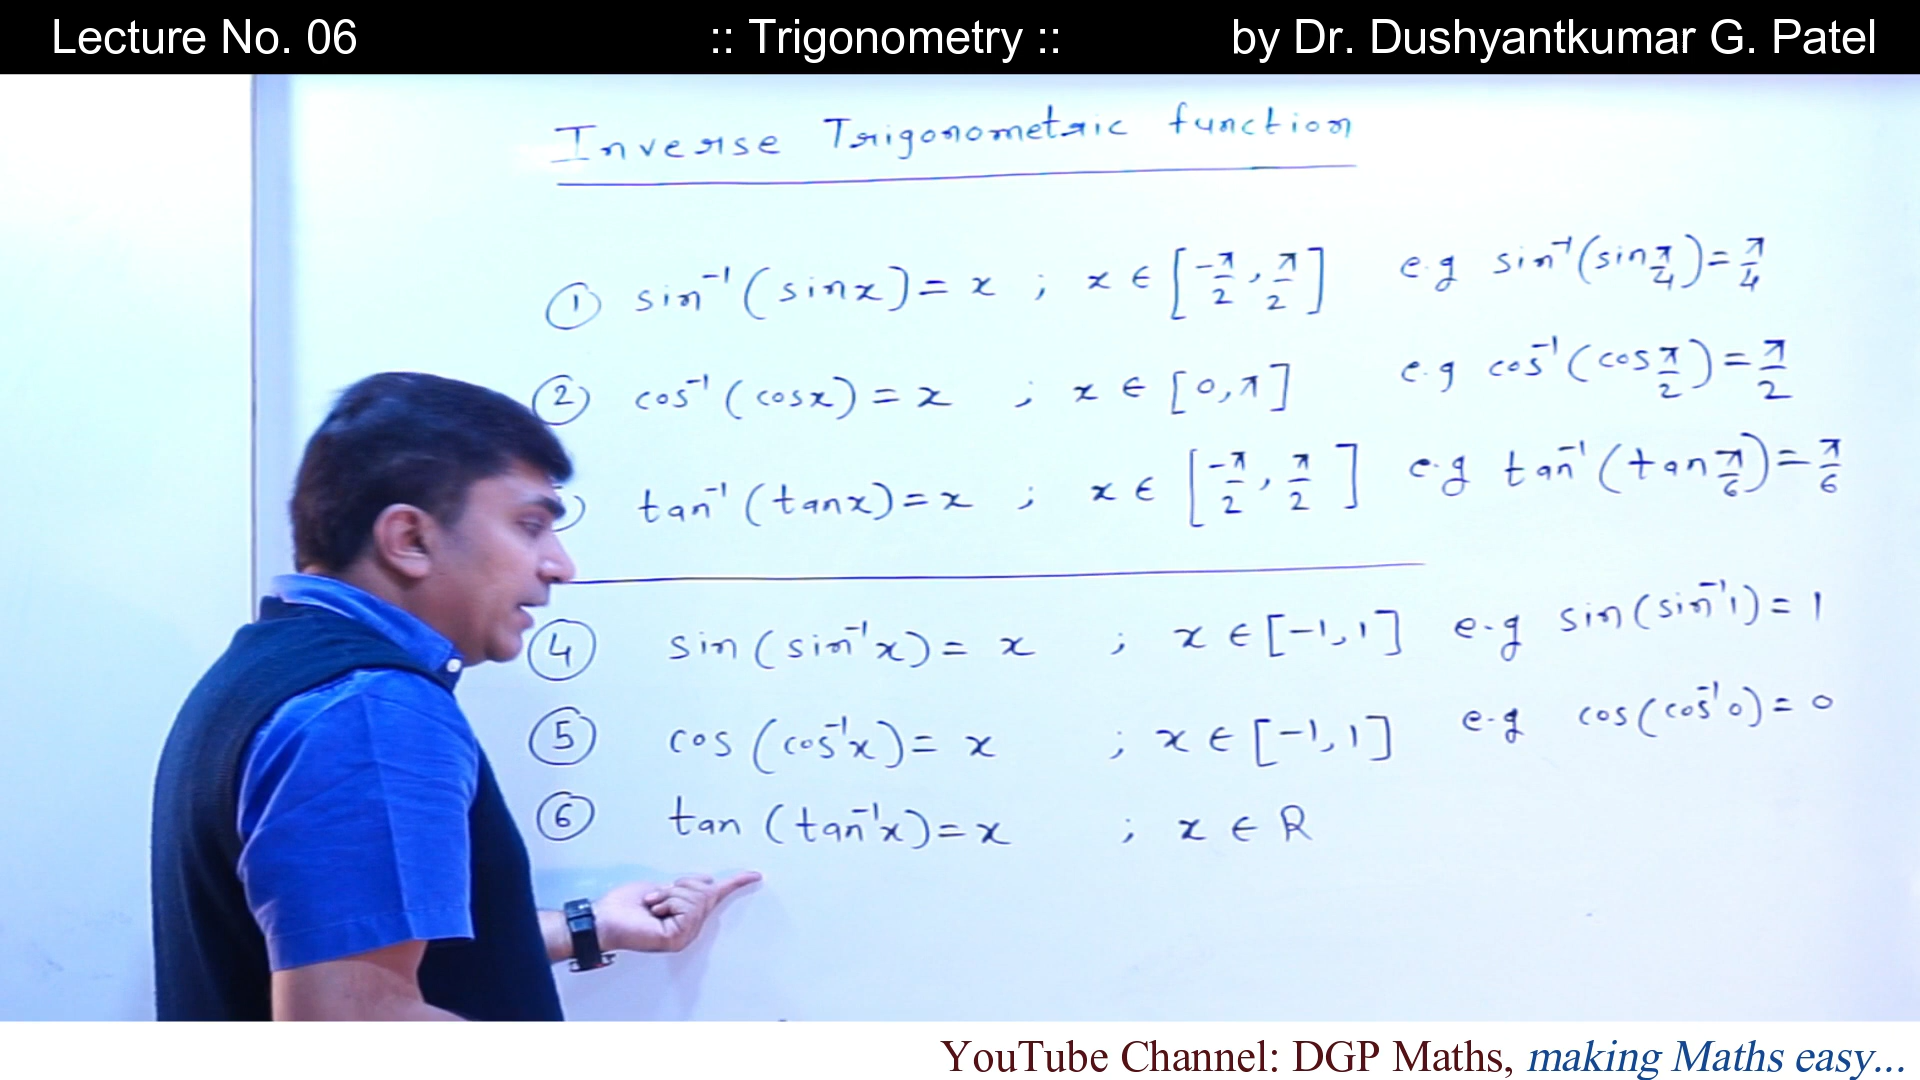 Lecture No. 06 :: Trigonometry :: by Dr. Dushyantkumar G. Patel
Inverse Trigonometric function
① sin⁻¹(sinx) = x ; x ∈ [-π/2, π/2] e.g sin⁻¹(sin π/4) = π/4
② cos⁻¹(cosx) = x ; x ∈ [0, π] e.g cos⁻¹(cos π/2) = π/2
) tan⁻¹(tanx) = x ; x ∈ [-π/2, π/2] e.g tan⁻¹(tan π/6) = π/6
④ sin(sin⁻¹x) = x ; x ∈ [-1, 1] e.g sin(sin⁻¹1) = 1
⑤ cos(cos⁻¹x) = x ; x ∈ [-1, 1] e.g cos(cos⁻¹0) = 0
⑥ tan(tan⁻¹x) = x ; x ∈ R
YouTube Channel: DGP Maths, making Maths easy...